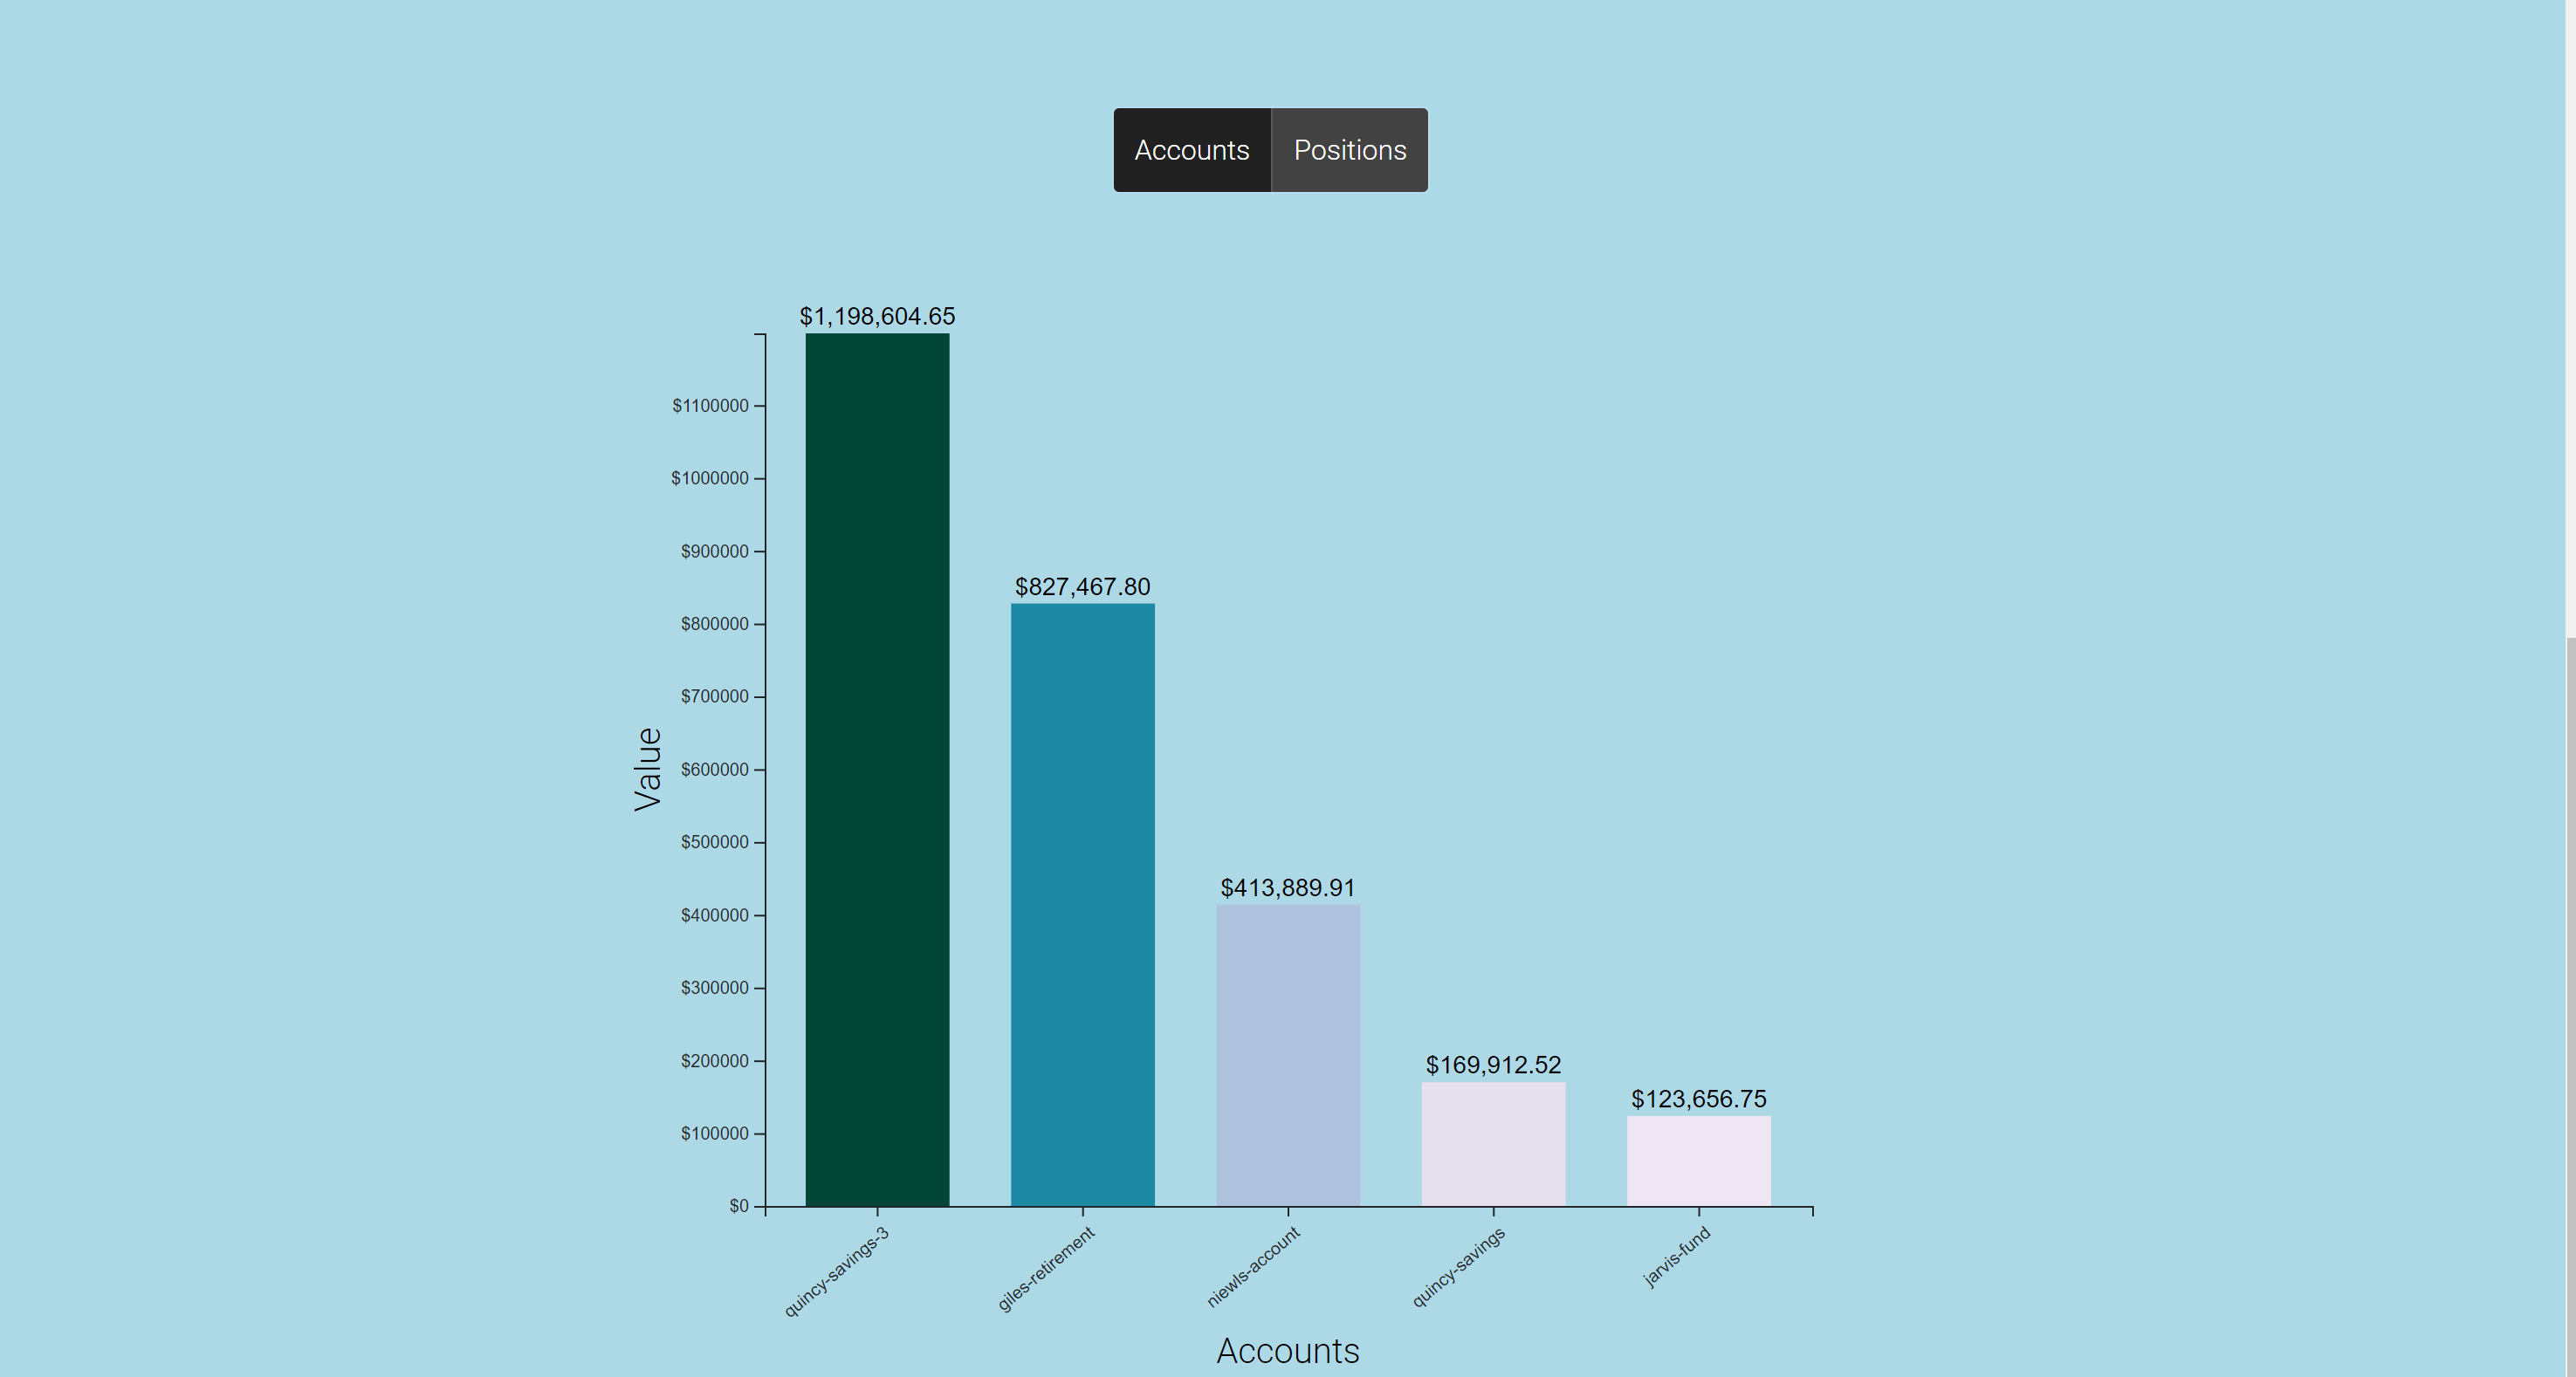 Accounts Positions
$1,198,604.65
$1100000
$1000000
$900000
$827,467.80
$800000
$700000
Value
$600000
$500000
$413,889.91
$400000
$300000
$200000
$169,912.52
$123,656.75
$100000
$0
quincy-savings-3
giles-retirement
niewls-account
quincy-savings
jarvis-fund
Accounts